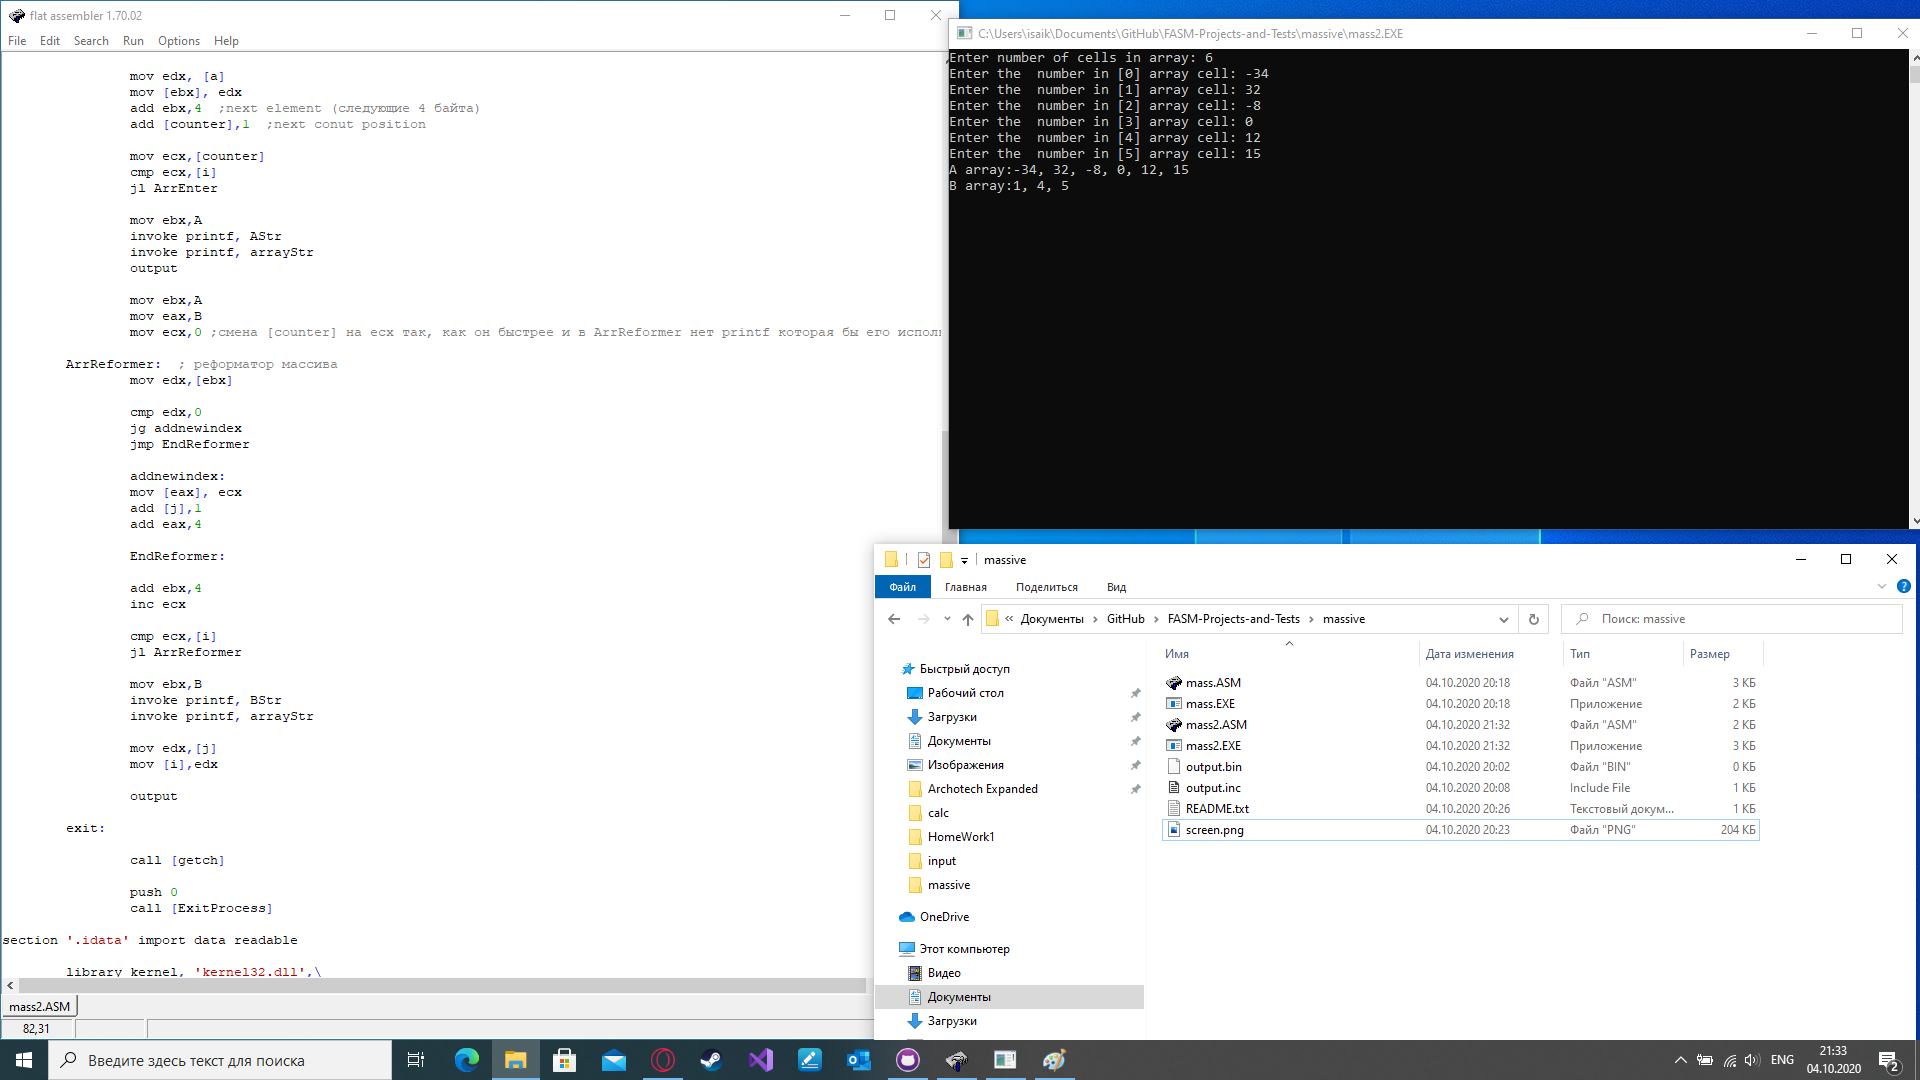 flat assembler 1.70.02
File Edit Search Run Options Help
mov edx, [a]
mov [ebx], edx
add ebx,4 ;next element (следующие 4 байта)
add [counter],1 ;next conut position
mov ecx,[counter]
cmp ecx,[i]
jl ArrEnter
mov ebx,A
invoke printf, AStr
invoke printf, arrayStr
output
mov ebx,A
mov eax,B
mov ecx,0 ;смена [counter] на ecx так, как он быстрее и в ArrReformer нет printf которая бы его исполь
ArrReformer: ; реформатор массива
mov edx,[ebx]
cmp edx,0
jg addnewindex
jmp EndReformer
addnewindex:
mov [eax], ecx
add [j],1
add eax,4
EndReformer:
add ebx,4
inc ecx
cmp ecx,[i]
jl ArrReformer
mov ebx,B
invoke printf, BStr
invoke printf, arrayStr
mov edx,[j]
mov [i],edx
output
exit:
call [getch]
push 0
call [ExitProcess]
section '.idata' import data readable
library kernel, 'kernel32.dll',\
mass2.ASM
82,31
C:\Users\isaik\Documents\GitHub\FASM-Projects-and-Tests\massive\mass2.EXE
Enter number of cells in array: 6
Enter the  number in [0] array cell: -34
Enter the  number in [1] array cell: 32
Enter the  number in [2] array cell: -8
Enter the  number in [3] array cell: 0
Enter the  number in [4] array cell: 12
Enter the  number in [5] array cell: 15
A array:-34, 32, -8, 0, 12, 15
B array:1, 4, 5
massive
Файл Главная Поделиться Вид
« Документы › GitHub › FASM-Projects-and-Tests › massive
Поиск: massive
Быстрый доступ
Рабочий стол
Загрузки
Документы
Изображения
Archotech Expanded
calc
HomeWork1
input
massive
OneDrive
Этот компьютер
Видео
Документы
Загрузки
Имя Дата изменения Тип Размер
mass.ASM 04.10.2020 20:18 Файл "ASM" 3 КБ
mass.EXE 04.10.2020 20:18 Приложение 2 КБ
mass2.ASM 04.10.2020 21:32 Файл "ASM" 2 КБ
mass2.EXE 04.10.2020 21:32 Приложение 3 КБ
output.bin 04.10.2020 20:02 Файл "BIN" 0 КБ
output.inc 04.10.2020 20:08 Include File 1 КБ
README.txt 04.10.2020 20:26 Текстовый докум... 1 КБ
screen.png 04.10.2020 20:23 Файл "PNG" 204 КБ
Введите здесь текст для поиска
ENG
21:33
04.10.2020
2